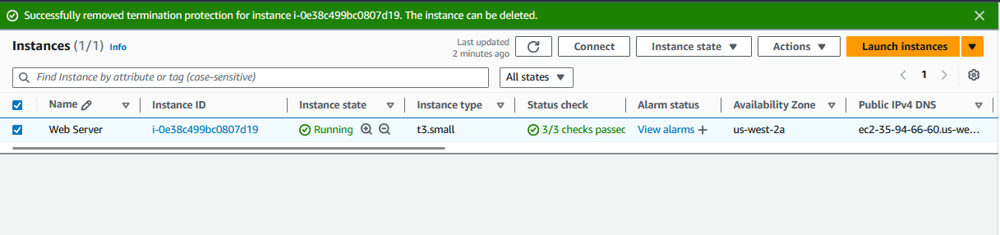 Successfully removed termination protection for instance i-0e38c499bc0807d19. The instance can be deleted.
Instances (1/1) Info
Last updated
2 minutes ago
Connect
Instance state
Actions
Launch instances
Find Instance by attribute or tag (case-sensitive)
All states
1
Name Instance ID Instance state Instance type Status check Alarm status Availability Zone Public IPv4 DNS
Web Server i-0e38c499bc0807d19 Running t3.small 3/3 checks passed View alarms us-west-2a ec2-35-94-66-60.us-we...